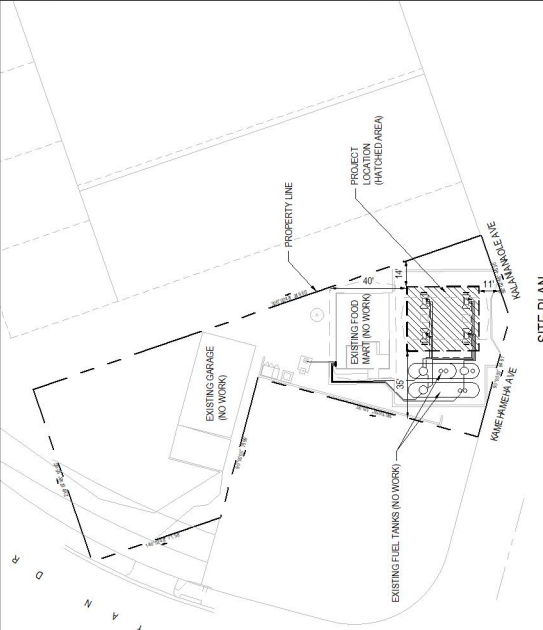 PROPERTY LINE
PROJECT
LOCATION
(HATCHED AREA)
EXISTING GARAGE
(NO WORK)
EXISTING FOOD
MART (NO WORK)
40'
14'
11'
35'
KALANIANAOLE AVE
KAMEHAMEHA AVE
EXISTING FUEL TANKS (NO WORK)
SITE PLAN
A N D R